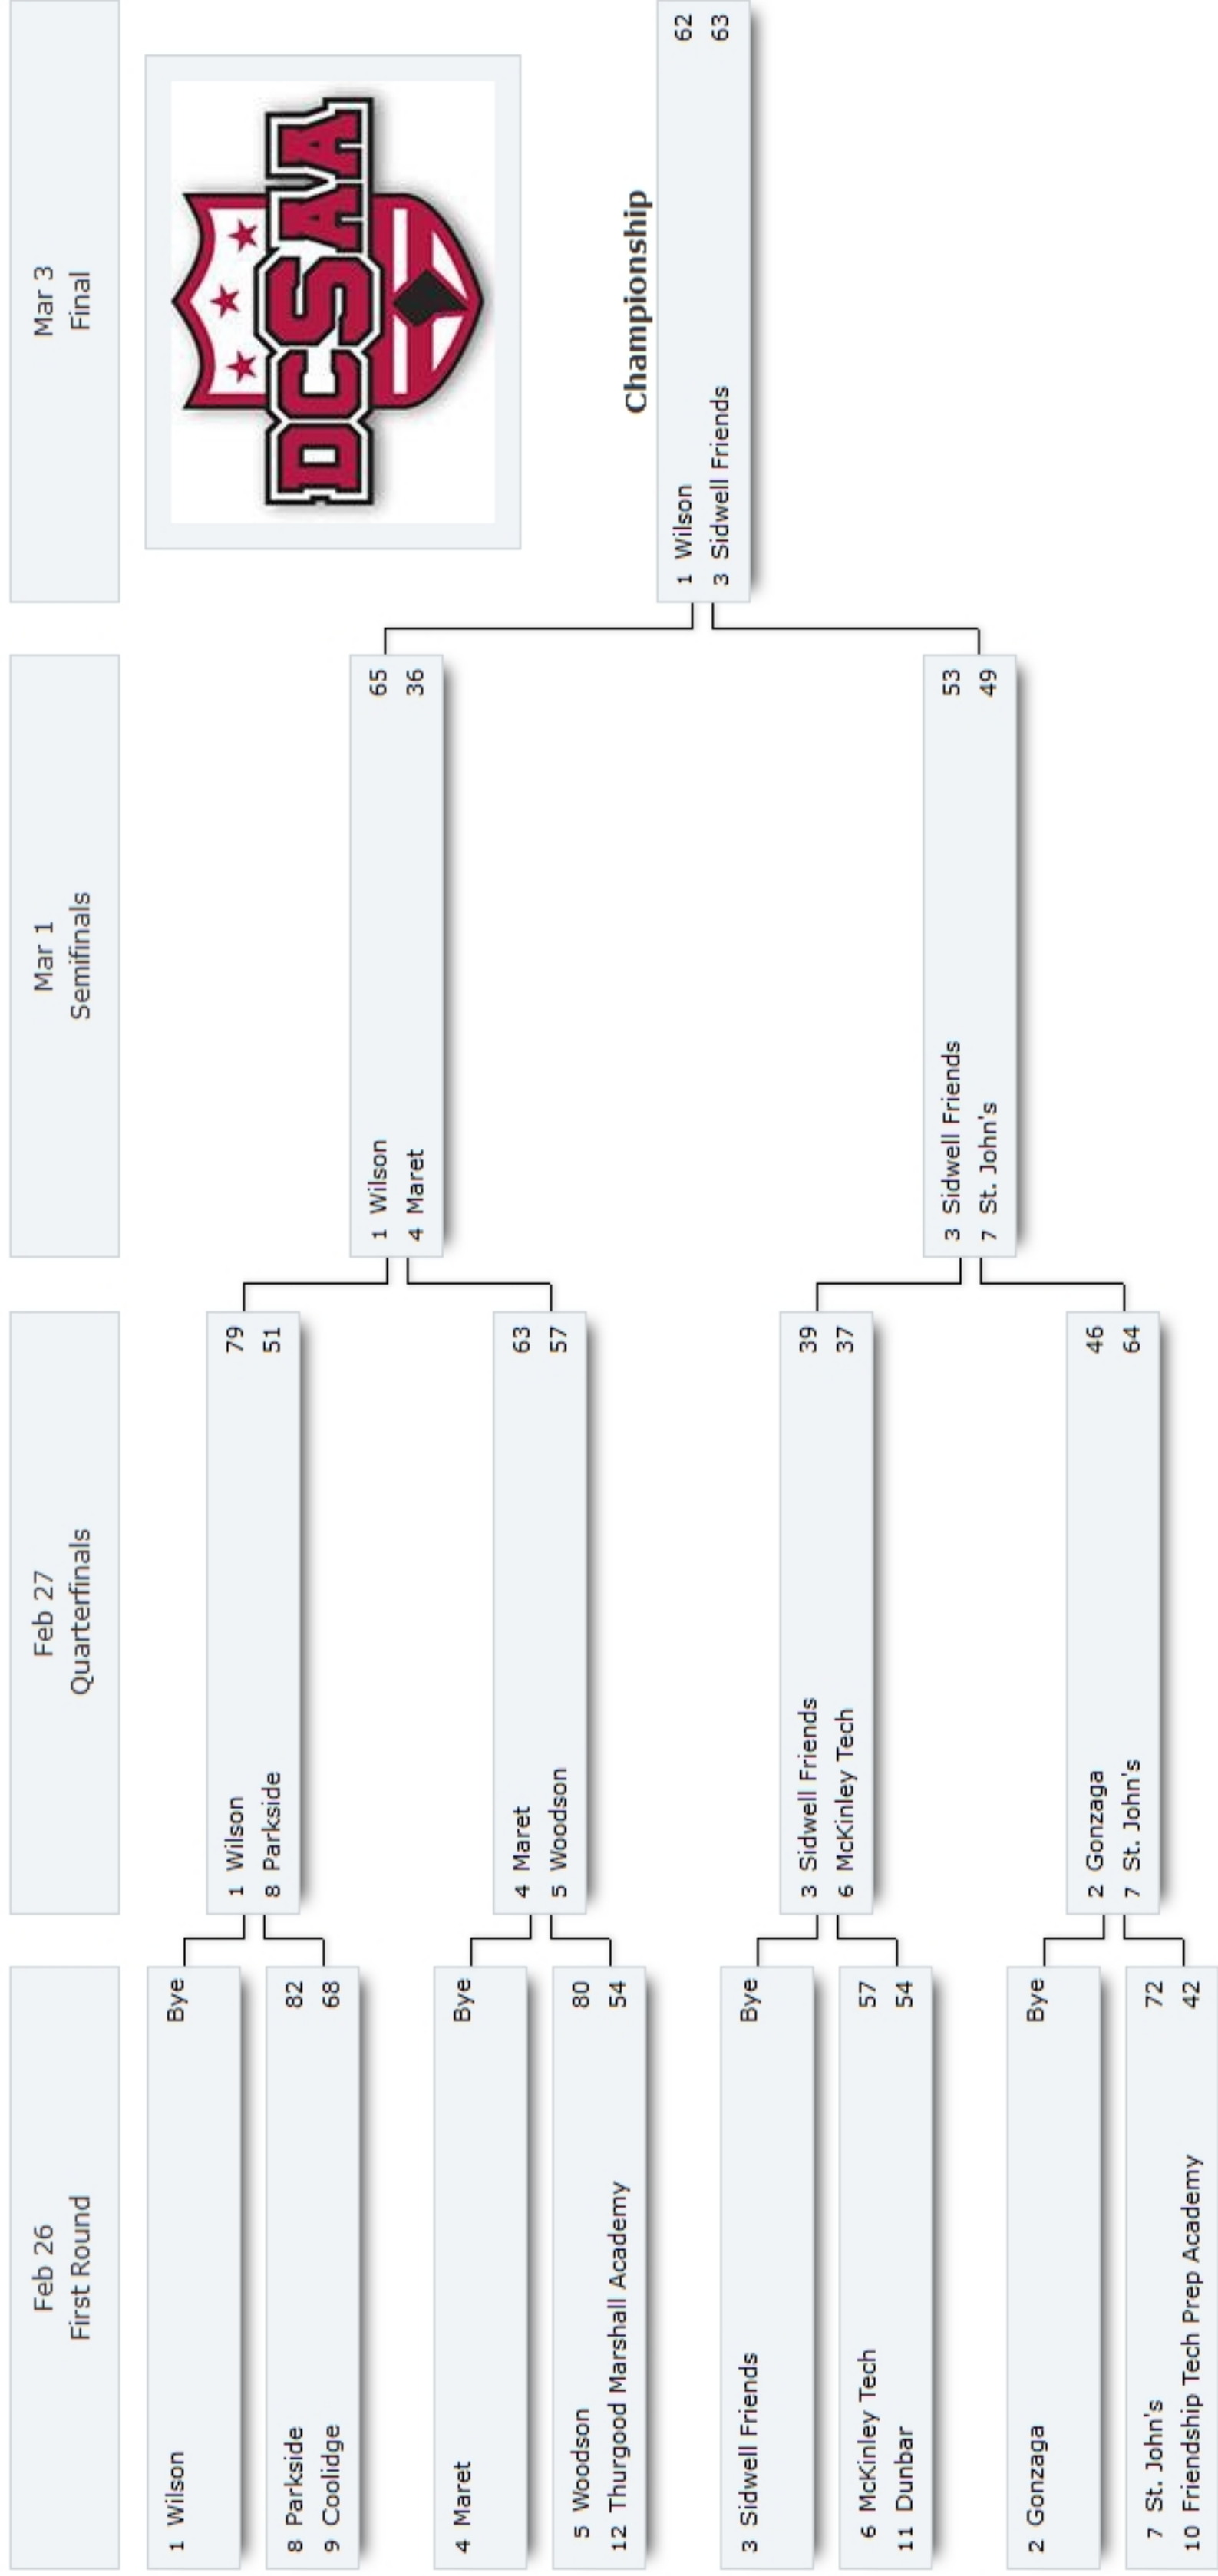 Feb 26
First Round
Feb 27
Quarterfinals
Mar 1
Semifinals
Mar 3
Final
1 Wilson Bye
8 Parkside 82
9 Coolidge 68
4 Maret Bye
5 Woodson 80
12 Thurgood Marshall Academy 54
3 Sidwell Friends Bye
6 McKinley Tech 57
11 Dunbar 54
2 Gonzaga Bye
7 St. John's 72
10 Friendship Tech Prep Academy 42
1 Wilson 79
8 Parkside 51
4 Maret 63
5 Woodson 57
3 Sidwell Friends 39
6 McKinley Tech 37
2 Gonzaga 46
7 St. John's 64
1 Wilson 65
4 Maret 36
3 Sidwell Friends 53
7 St. John's 49
DCSAA
Championship
1 Wilson 62
3 Sidwell Friends 63